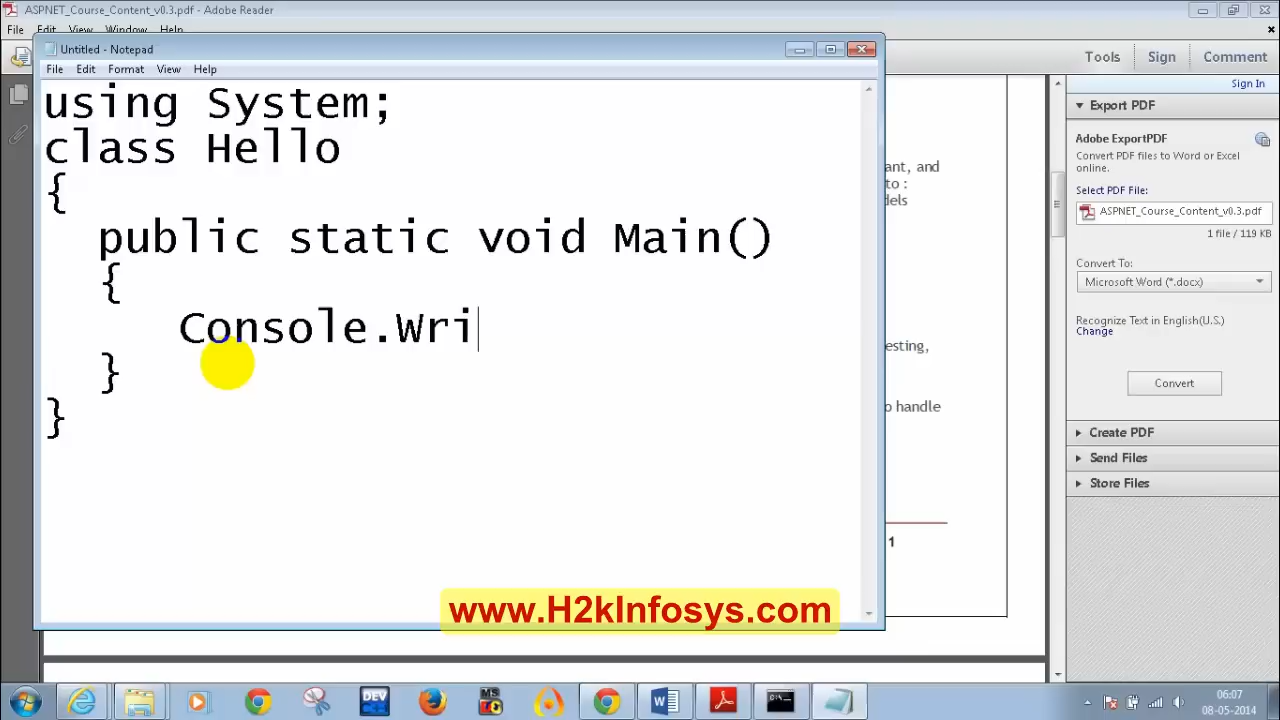 ASPNET_Course_Content_v0.3.pdf - Adobe Reader
File Edit View Window Help
Untitled - Notepad
File Edit Format View Help
using System;
class Hello
{
public static void Main()
{
Console.Wri
}
}
ant, and
to :
dels
esting,
o handle
1
Tools Sign Comment
Sign In
Export PDF
Adobe ExportPDF
Convert PDF files to Word or Excel
online.
Select PDF File:
ASPNET_Course_Content_v0.3.pdf
1 file / 119 KB
Convert To:
Microsoft Word (*.docx)
Recognize Text in English(U.S.)
Change
Convert
Create PDF
Send Files
Store Files
www.H2kInfosys.com
DEV
MS
06:07
08-05-2014